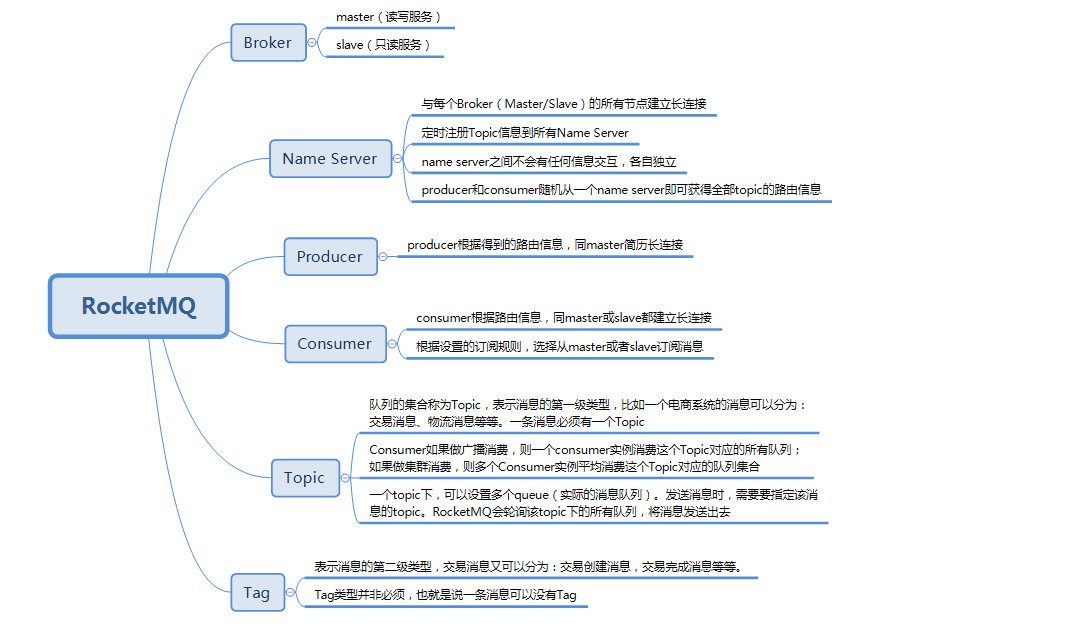 RocketMQ
Broker
master（读写服务）
slave（只读服务）
Name Server
与每个Broker（Master/Slave）的所有节点建立长连接
定时注册Topic信息到所有Name Server
name server之间不会有任何信息交互，各自独立
producer和consumer随机从一个name server即可获得全部topic的路由信息
Producer
producer根据得到的路由信息，同master简历长连接
Consumer
consumer根据路由信息，同master或slave都建立长连接
根据设置的订阅规则，选择从master或者slave订阅消息
Topic
队列的集合称为Topic，表示消息的第一级类型，比如一个电商系统的消息可以分为：
交易消息、物流消息等等。一条消息必须有一个Topic
Consumer如果做广播消费，则一个consumer实例消费这个Topic对应的所有队列；
如果做集群消费，则多个Consumer实例平均消费这个Topic对应的队列集合
一个topic下，可以设置多个queue（实际的消息队列）。发送消息时，需要要指定该消
息的topic。RocketMQ会轮询该topic下的所有队列，将消息发送出去
Tag
表示消息的第二级类型，交易消息又可以分为：交易创建消息，交易完成消息等等。
Tag类型并非必须，也就是说一条消息可以没有Tag